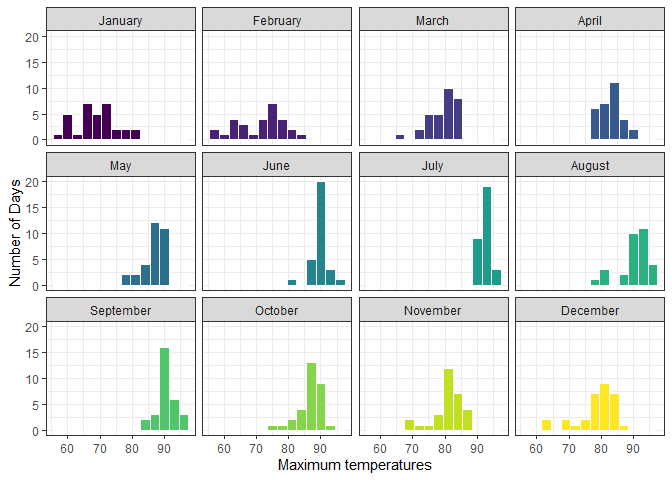 January February March April
20
15
10
5
0
May June July August
20
15
10
5
0
Number of Days
September October November December
20
15
10
5
0
60 70 80 90 60 70 80 90 60 70 80 90 60 70 80 90
Maximum temperatures